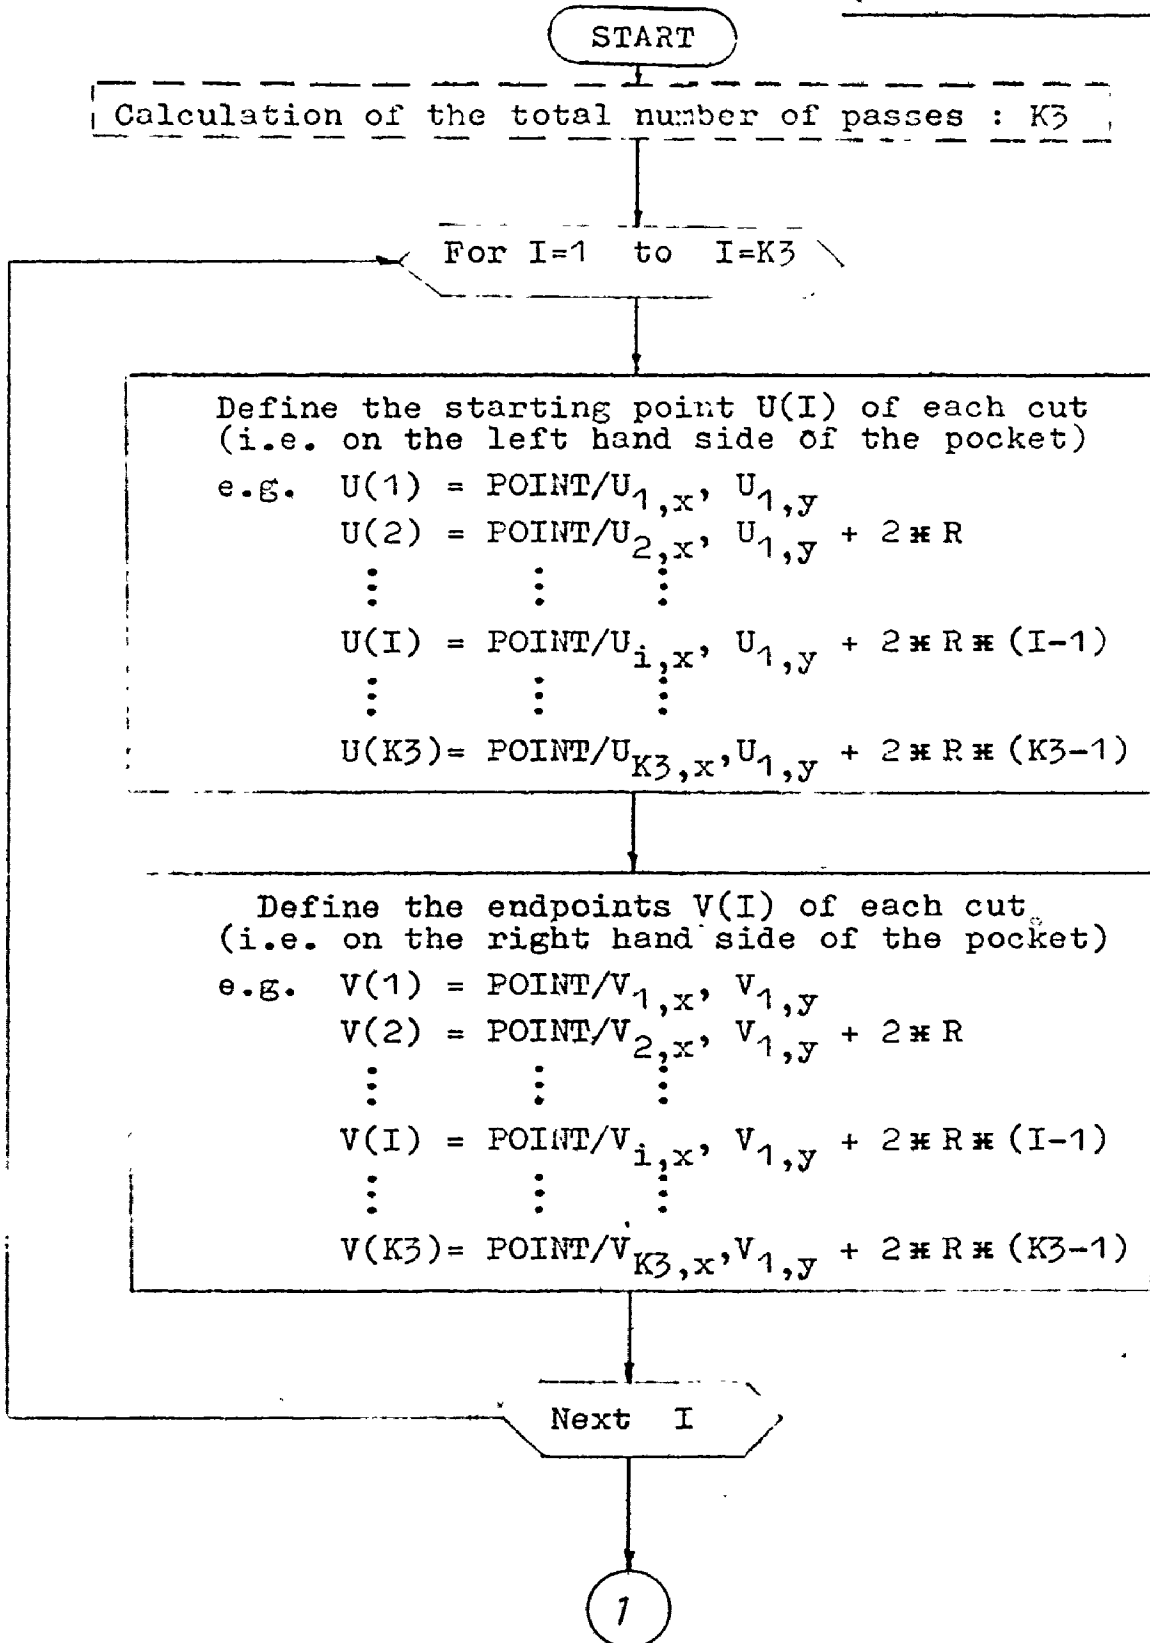 START
Calculation of the total number of passes : K3
For I=1 to I=K3
Define the starting point U(I) of each cut
(i.e. on the left hand side of the pocket)
e.g. U(1) = POINT/U1,x, U1,y
U(2) = POINT/U2,x, U1,y + 2*R
⋮ ⋮ ⋮
U(I) = POINT/Ui,x, U1,y + 2*R*(I-1)
⋮ ⋮ ⋮
U(K3)= POINT/UK3,x,U1,y + 2*R*(K3-1)
Define the endpoints V(I) of each cut
(i.e. on the right hand side of the pocket)
e.g. V(1) = POINT/V1,x, V1,y
V(2) = POINT/V2,x, V1,y + 2*R
⋮ ⋮ ⋮
V(I) = POINT/Vi,x, V1,y + 2*R*(I-1)
⋮ ⋮ ⋮
V(K3)= POINT/VK3,x,V1,y + 2*R*(K3-1)
Next I
1